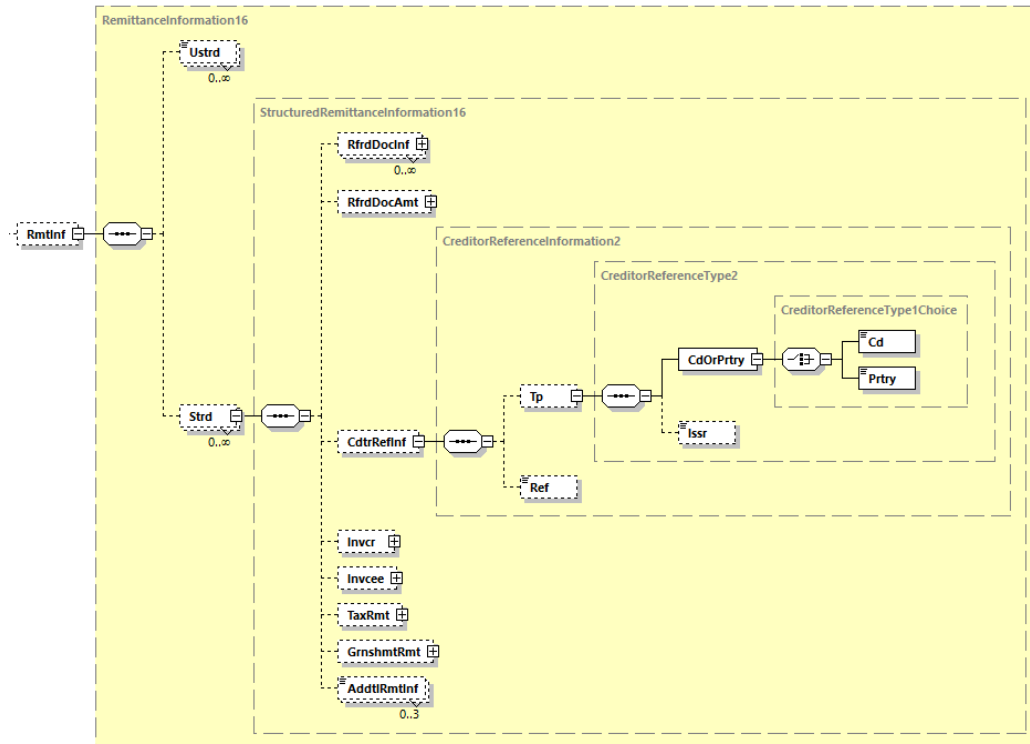 RemittanceInformation16
Ustrd
0..∞
StructuredRemittanceInformation16
RfrdDocInf
0..∞
RfrdDocAmt
RmtInf
CreditorReferenceInformation2
CreditorReferenceType2
CreditorReferenceType1Choice
Cd
CdOrPrtry
Prtry
Tp
Strd
0..∞
CdtrRefInf
Issr
Ref
Invcr
Invcee
TaxRmt
GrnshmtRmt
AddtlRmtInf
0..3